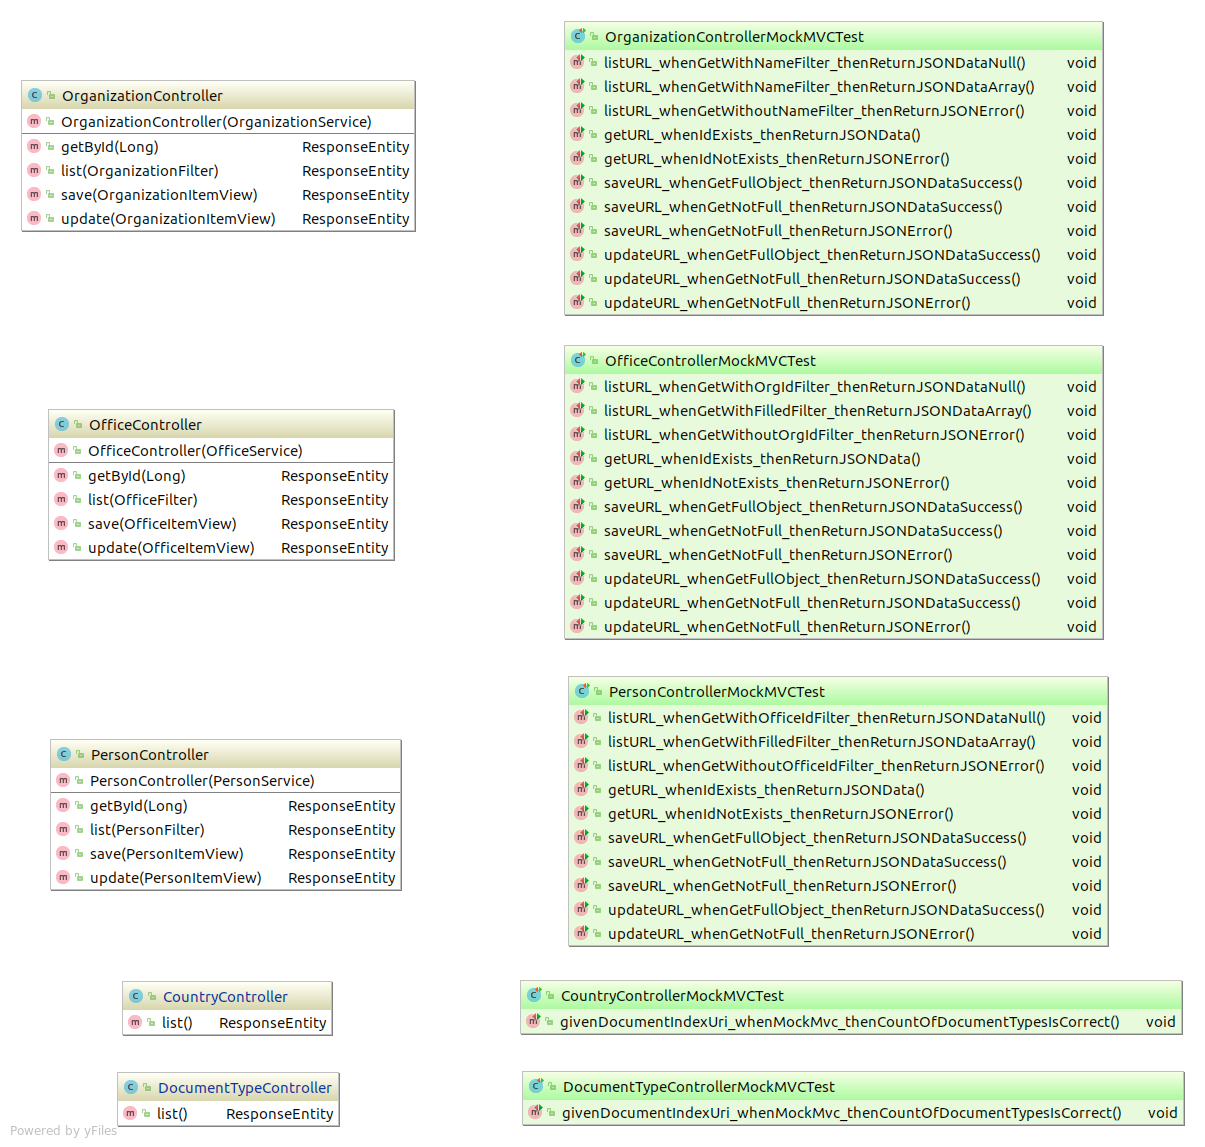 OrganizationController
OrganizationController(OrganizationService)
getById(Long) ResponseEntity
list(OrganizationFilter) ResponseEntity
save(OrganizationItemView) ResponseEntity
update(OrganizationItemView) ResponseEntity
OrganizationControllerMockMVCTest
listURL_whenGetWithNameFilter_thenReturnJSONDataNull() void
listURL_whenGetWithNameFilter_thenReturnJSONDataArray() void
listURL_whenGetWithoutNameFilter_thenReturnJSONError() void
getURL_whenIdExists_thenReturnJSONData() void
getURL_whenIdNotExists_thenReturnJSONError() void
saveURL_whenGetFullObject_thenReturnJSONDataSuccess() void
saveURL_whenGetNotFull_thenReturnJSONDataSuccess() void
saveURL_whenGetNotFull_thenReturnJSONError() void
updateURL_whenGetFullObject_thenReturnJSONDataSuccess() void
updateURL_whenGetNotFull_thenReturnJSONDataSuccess() void
updateURL_whenGetNotFull_thenReturnJSONError() void
OfficeController
OfficeController(OfficeService)
getById(Long) ResponseEntity
list(OfficeFilter) ResponseEntity
save(OfficeItemView) ResponseEntity
update(OfficeItemView) ResponseEntity
OfficeControllerMockMVCTest
listURL_whenGetWithOrgIdFilter_thenReturnJSONDataNull() void
listURL_whenGetWithFilledFilter_thenReturnJSONDataArray() void
listURL_whenGetWithoutOrgIdFilter_thenReturnJSONError() void
getURL_whenIdExists_thenReturnJSONData() void
getURL_whenIdNotExists_thenReturnJSONError() void
saveURL_whenGetFullObject_thenReturnJSONDataSuccess() void
saveURL_whenGetNotFull_thenReturnJSONDataSuccess() void
saveURL_whenGetNotFull_thenReturnJSONError() void
updateURL_whenGetFullObject_thenReturnJSONDataSuccess() void
updateURL_whenGetNotFull_thenReturnJSONDataSuccess() void
updateURL_whenGetNotFull_thenReturnJSONError() void
PersonController
PersonController(PersonService)
getById(Long) ResponseEntity
list(PersonFilter) ResponseEntity
save(PersonItemView) ResponseEntity
update(PersonItemView) ResponseEntity
PersonControllerMockMVCTest
listURL_whenGetWithOfficeIdFilter_thenReturnJSONDataNull() void
listURL_whenGetWithFilledFilter_thenReturnJSONDataArray() void
listURL_whenGetWithoutOfficeIdFilter_thenReturnJSONError() void
getURL_whenIdExists_thenReturnJSONData() void
getURL_whenIdNotExists_thenReturnJSONError() void
saveURL_whenGetFullObject_thenReturnJSONDataSuccess() void
saveURL_whenGetNotFull_thenReturnJSONDataSuccess() void
saveURL_whenGetNotFull_thenReturnJSONError() void
updateURL_whenGetFullObject_thenReturnJSONDataSuccess() void
updateURL_whenGetNotFull_thenReturnJSONError() void
CountryController
list() ResponseEntity
CountryControllerMockMVCTest
givenDocumentIndexUri_whenMockMvc_thenCountOfDocumentTypesIsCorrect() void
DocumentTypeController
list() ResponseEntity
DocumentTypeControllerMockMVCTest
givenDocumentIndexUri_whenMockMvc_thenCountOfDocumentTypesIsCorrect() void
Powered by yFiles